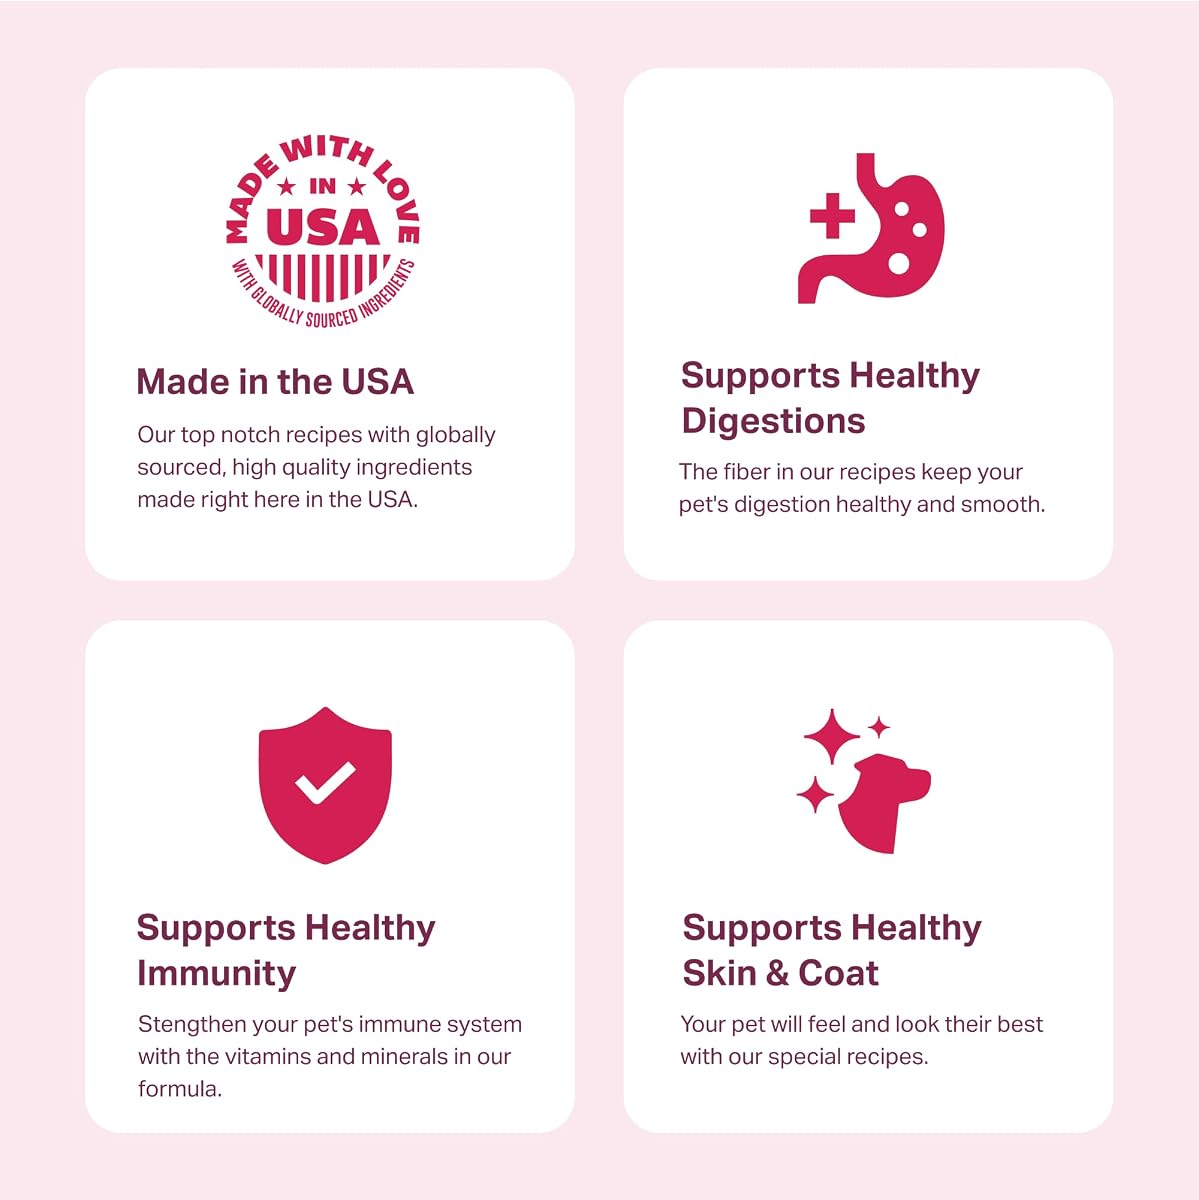 MADE WITH LOVE
IN
USA
WITH GLOBALLY SOURCED INGREDIENTS
Made in the USA
Our top notch recipes with globally
sourced, high quality ingredients
made right here in the USA.
Supports Healthy
Digestions
The fiber in our recipes keep your
pet's digestion healthy and smooth.
Supports Healthy
Immunity
Stengthen your pet's immune system
with the vitamins and minerals in our
formula.
Supports Healthy
Skin & Coat
Your pet will feel and look their best
with our special recipes.